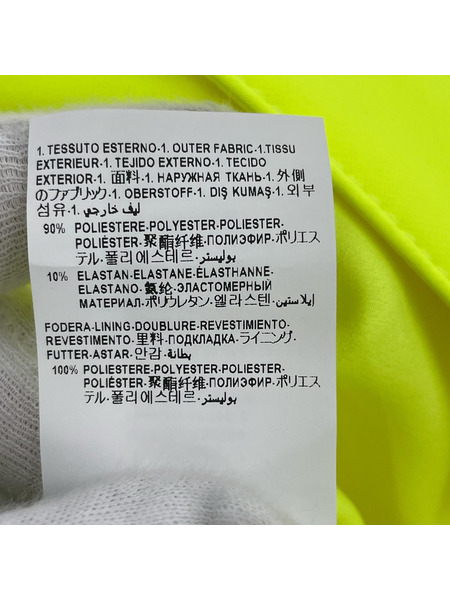 1. TESSUTO ESTERNO-1. OUTER FABRIC-1.TISSU
EXTERIEUR-1. TEJIDO EXTERNO-1. TECIDO
EXTERIOR-1. 面料-1. НАРУЖНАЯ ТКАНЬ-1. 外側
のファブリック-1. OBERSTOFF-1. DIŞ KUMAŞ-1. 외부
섬유-1. ليف خارجي
90% POLIESTERE-POLYESTER-POLIESTER-
POLIÉSTER-聚酯纤维-ПОЛИЭФИР-ポリエス
テル-폴리에스테르-بوليستر
10% ELASTAN-ELASTANE-ÉLASTHANNE-
ELASTANO-氨纶-ЭЛАСТОМЕРНЫЙ
МАТЕРИАЛ-ポリウレタン-엘라스텐-إيلاستين
FODERA-LINING-DOUBLURE-REVESTIMIENTO-
REVESTIMENTO-里料-ПОДКЛАДКА-ライニング-
FUTTER-ASTAR-안감-بطانة
100% POLIESTERE-POLYESTER-POLIESTER-
POLIÉSTER-聚酯纤维-ПОЛИЭФИР-ポリエス
テル-폴리에스테르-بوليستر